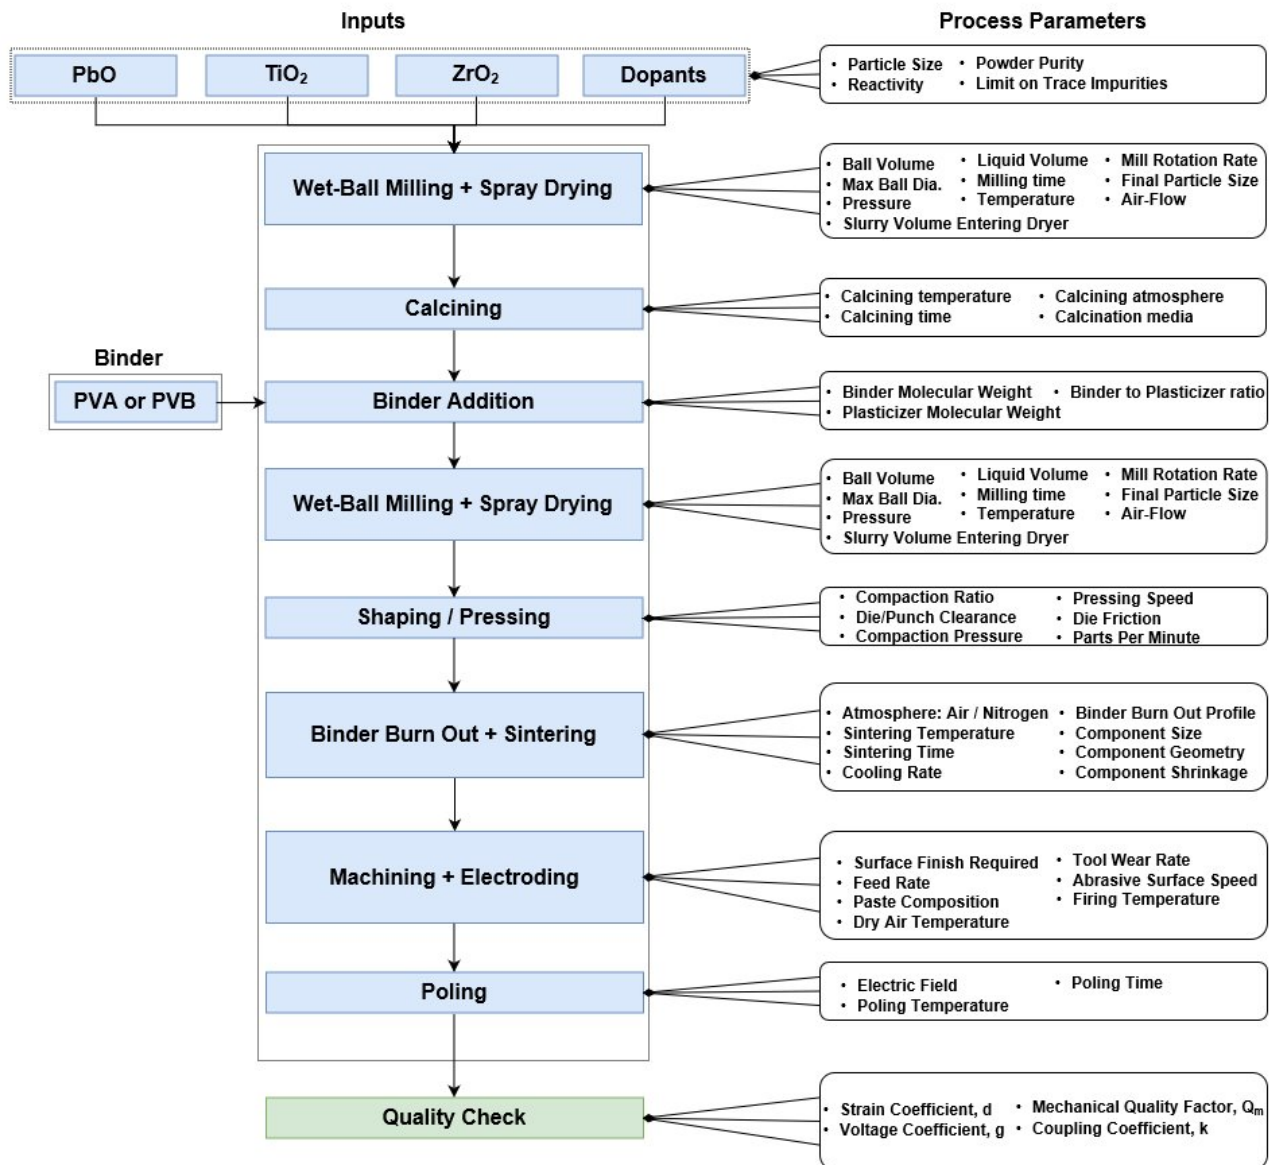 Inputs
Process Parameters
PbO
TiO₂
ZrO₂
Dopants
• Particle Size • Powder Purity
• Reactivity • Limit on Trace Impurities
Wet-Ball Milling + Spray Drying
• Ball Volume • Liquid Volume • Mill Rotation Rate
• Max Ball Dia. • Milling time • Final Particle Size
• Pressure • Temperature • Air-Flow
• Slurry Volume Entering Dryer
Calcining
• Calcining temperature • Calcining atmosphere
• Calcining time • Calcination media
Binder
PVA or PVB
Binder Addition
• Binder Molecular Weight • Binder to Plasticizer ratio
• Plasticizer Molecular Weight
Wet-Ball Milling + Spray Drying
• Ball Volume • Liquid Volume • Mill Rotation Rate
• Max Ball Dia. • Milling time • Final Particle Size
• Pressure • Temperature • Air-Flow
• Slurry Volume Entering Dryer
Shaping / Pressing
• Compaction Ratio • Pressing Speed
• Die/Punch Clearance • Die Friction
• Compaction Pressure • Parts Per Minute
Binder Burn Out + Sintering
• Atmosphere: Air / Nitrogen • Binder Burn Out Profile
• Sintering Temperature • Component Size
• Sintering Time • Component Geometry
• Cooling Rate • Component Shrinkage
Machining + Electroding
• Surface Finish Required • Tool Wear Rate
• Feed Rate • Abrasive Surface Speed
• Paste Composition • Firing Temperature
• Dry Air Temperature
Poling
• Electric Field • Poling Time
• Poling Temperature
Quality Check
• Strain Coefficient, d • Mechanical Quality Factor, Qₘ
• Voltage Coefficient, g • Coupling Coefficient, k